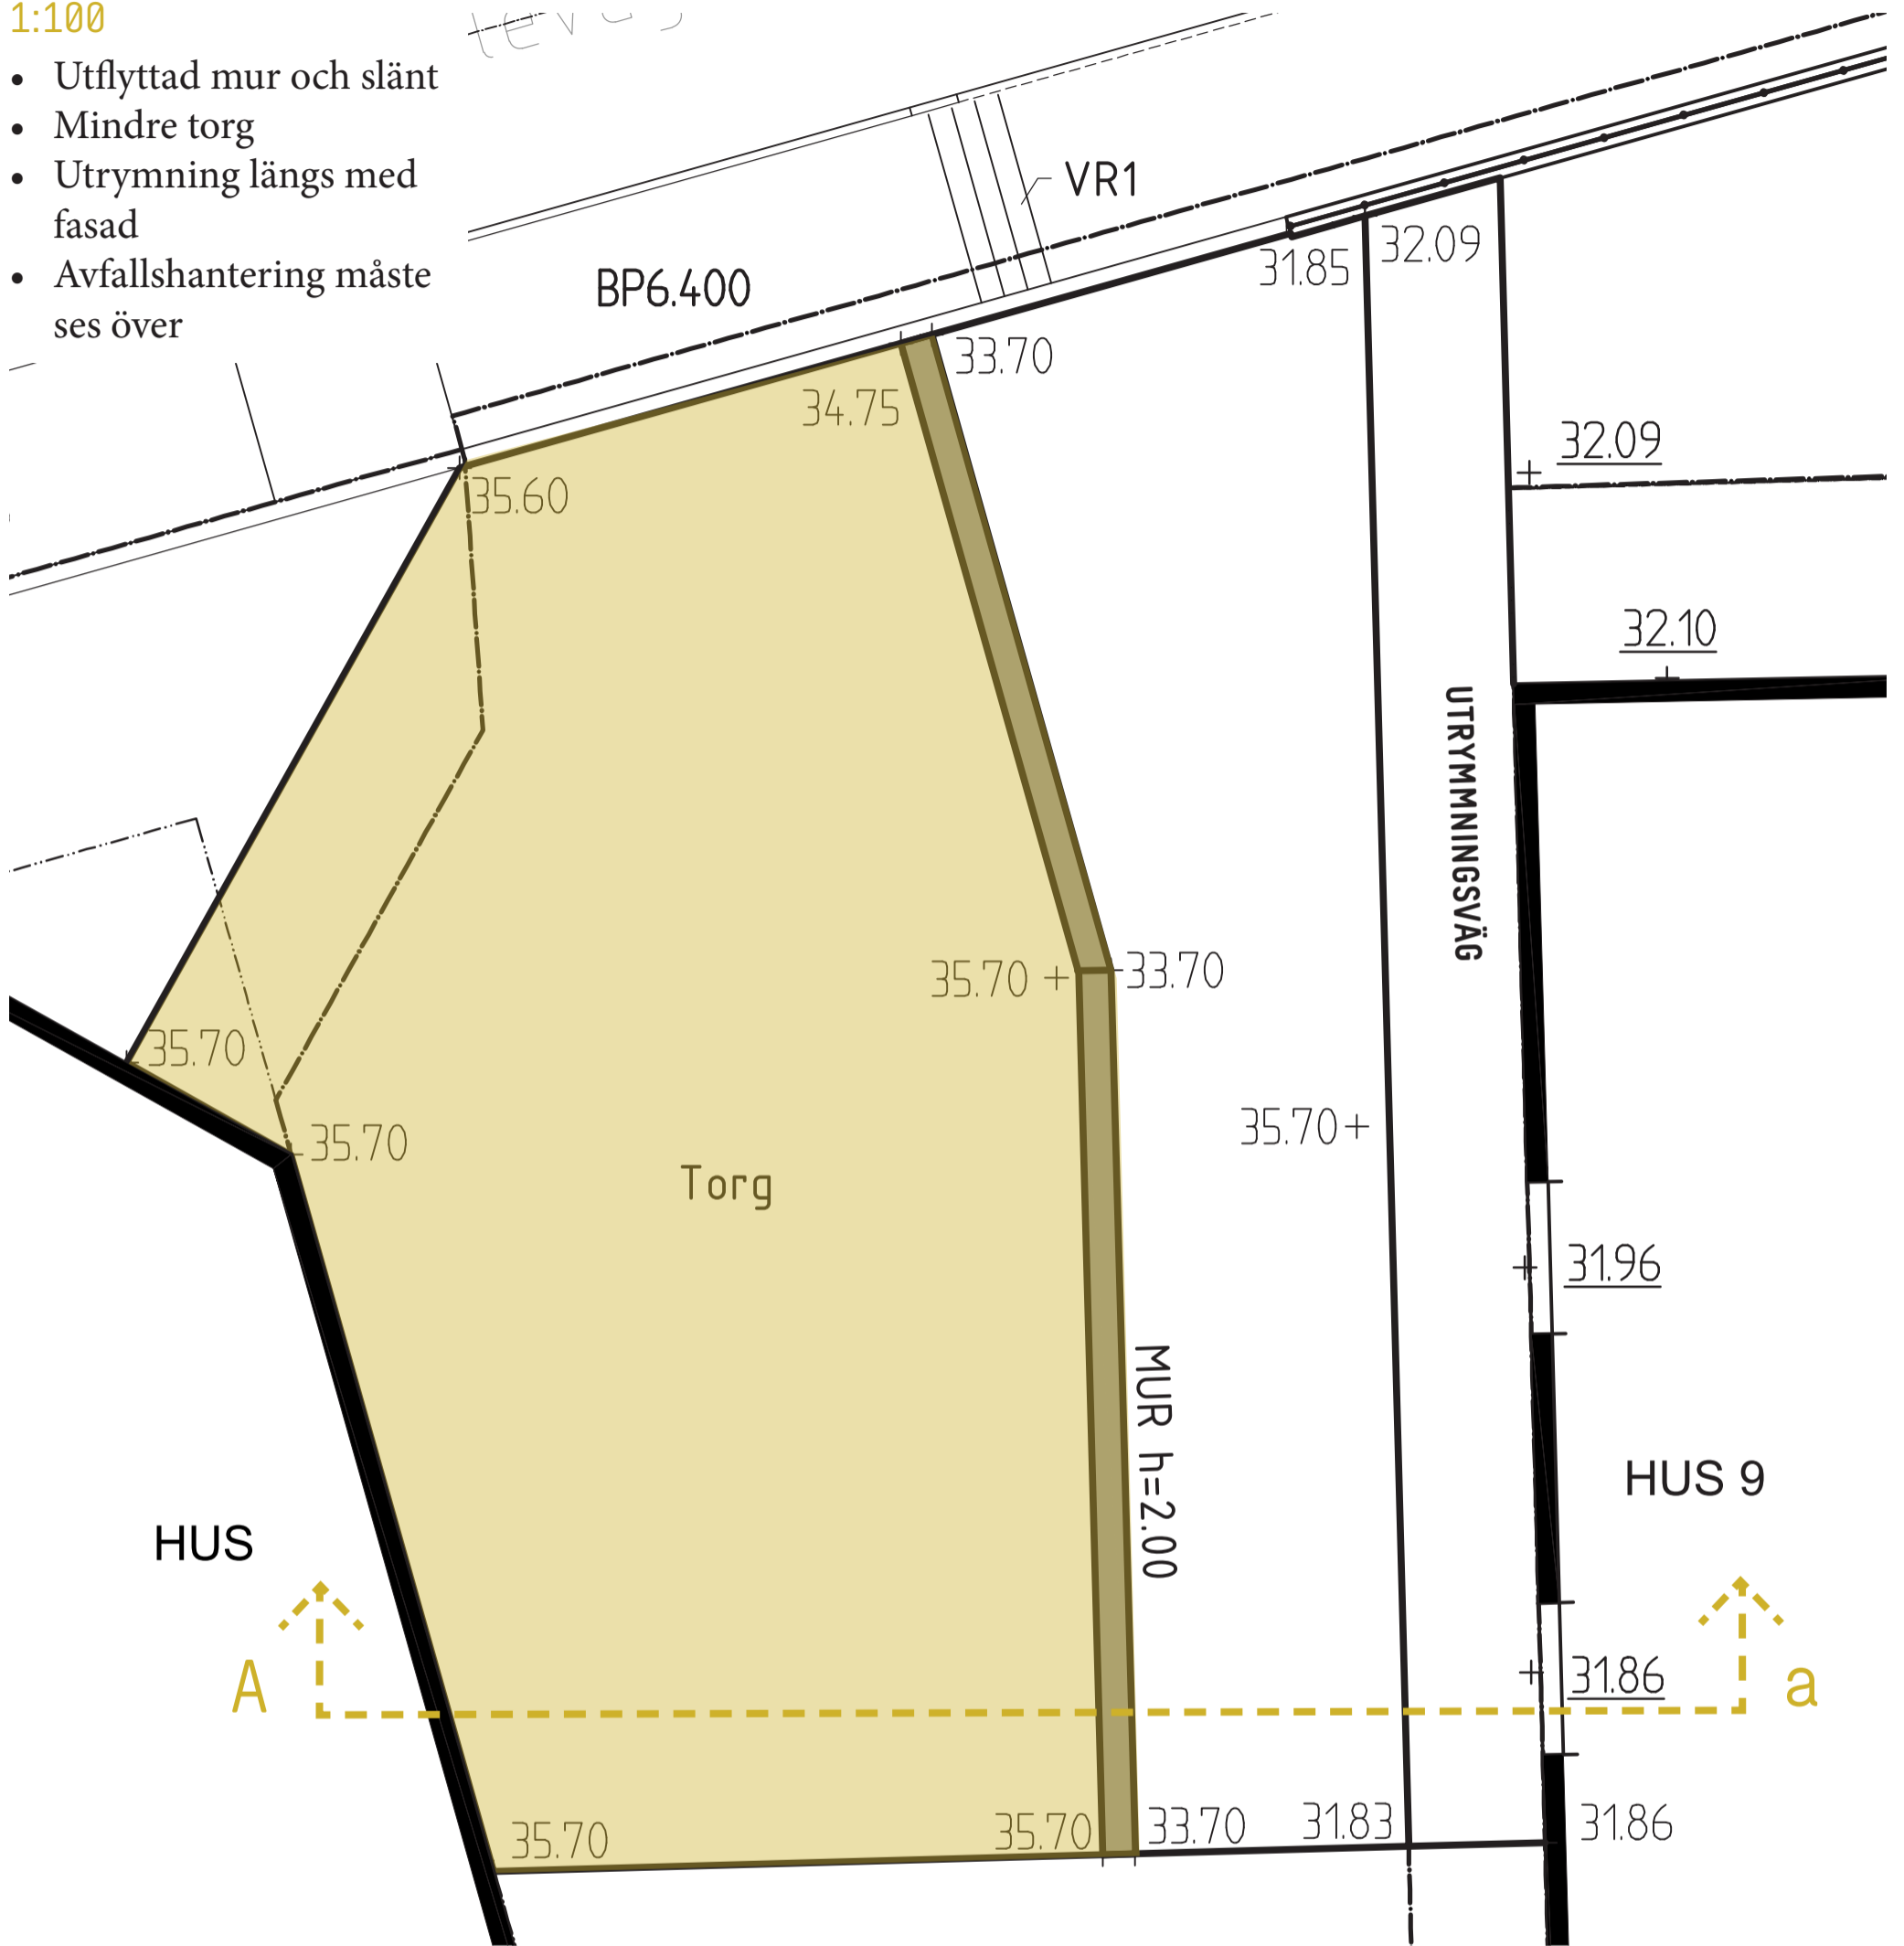 1:100
• Utflyttad mur och slänt
• Mindre torg
• Utrymning längs med
fasad
• Avfallshantering måste
ses över
VR1
BP6.400
31.85
32.09
33.70
34.75
35.60
32.09
32.10
UTRYMMNINGSVÄG
35.70
33.70
35.70
35.70
35.70
Torg
31.96
MUR h=2.00
HUS 9
HUS
A
31.86
a
35.70
35.70
33.70
31.83
31.86